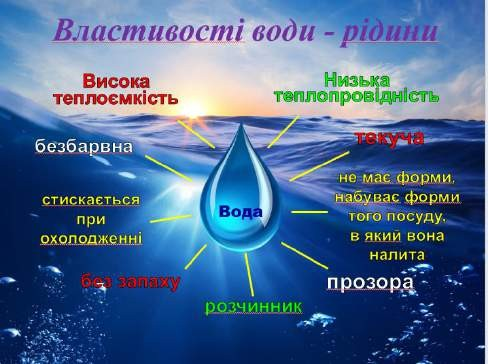 Властивості води - рідини
Висока
теплоємкість
Низька
теплопровідність
безбарвна
текуча
стискається
при
охолодженні
Вода
не має форми,
набуває форми
того посуду,
в який вона
налита
без запаху
прозора
розчинник